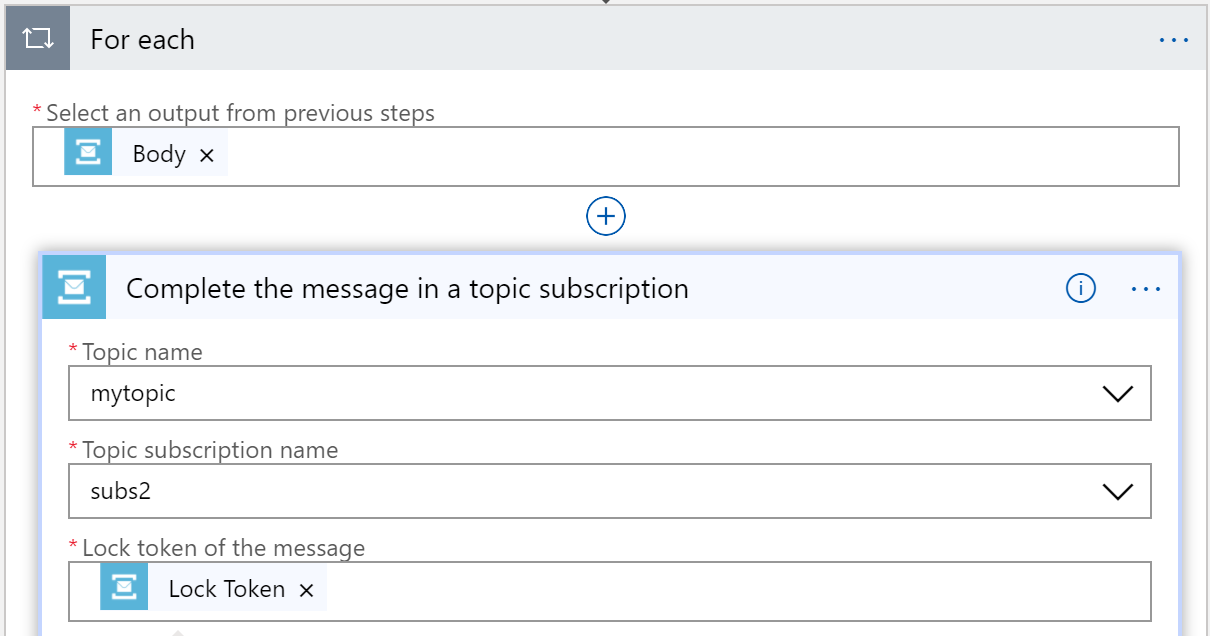 For each
* Select an output from previous steps
Body ×
Complete the message in a topic subscription
* Topic name
mytopic
* Topic subscription name
subs2
* Lock token of the message
Lock Token ×